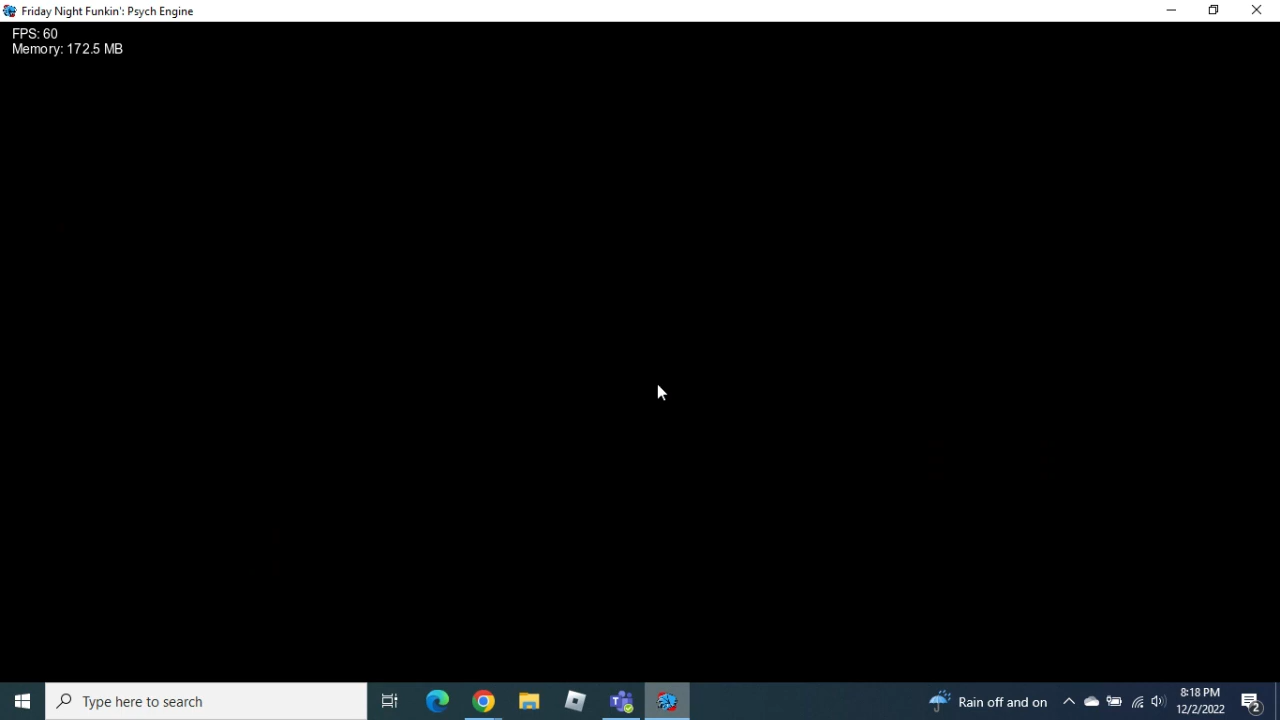 Friday Night Funkin': Psych Engine
FPS: 60
Memory: 172.5 MB
Type here to search
Rain off and on
8:18 PM
12/2/2022
2